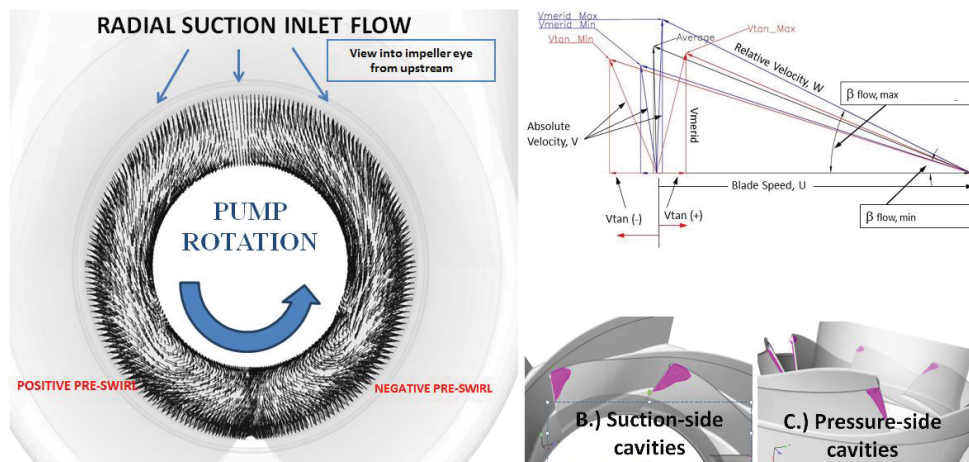 RADIAL SUCTION INLET FLOW
View into impeller eye
from upstream
PUMP
ROTATION
POSITIVE PRE-SWIRL
NEGATIVE PRE-SWIRL
Vmerid_Max
Vmerid_Min
Vtan_Min
Average
Vtan_Max
Relative Velocity, W
β flow, max
Absolute
Velocity, V
Vmerid
Blade Speed, U
Vtan (-)
Vtan (+)
β flow, min
B.) Suction-side
cavities
C.) Pressure-side
cavities